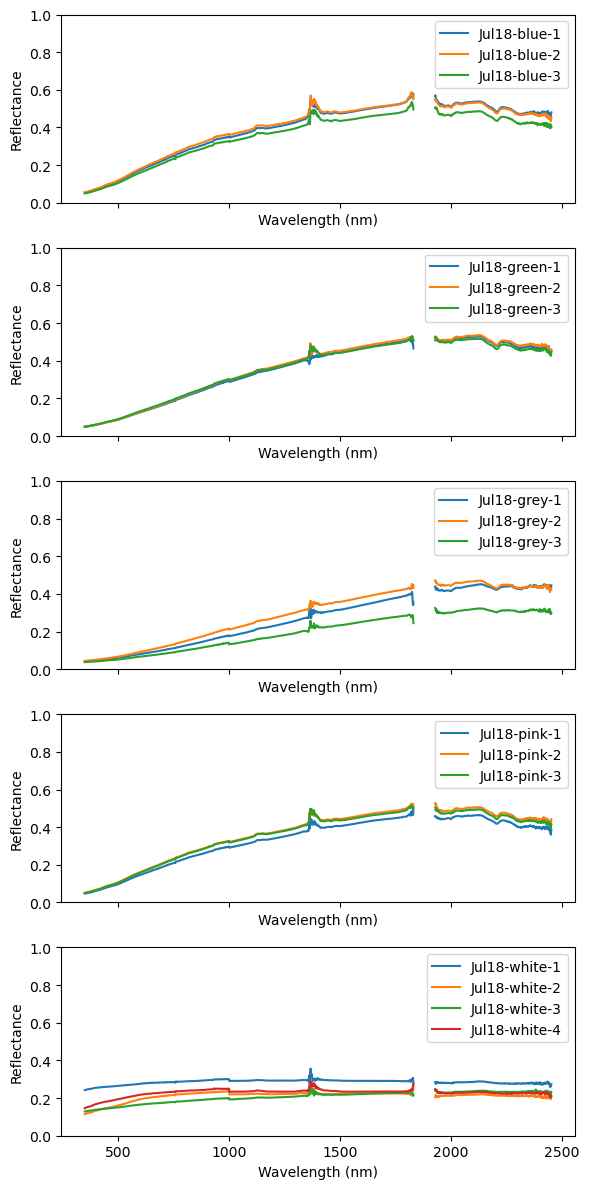 1.0
0.8
0.6
0.4
0.2
0.0
Reflectance
Jul18-blue-1
Jul18-blue-2
Jul18-blue-3
Wavelength (nm)
1.0
0.8
0.6
0.4
0.2
0.0
Reflectance
Jul18-green-1
Jul18-green-2
Jul18-green-3
Wavelength (nm)
1.0
0.8
0.6
0.4
0.2
0.0
Reflectance
Jul18-grey-1
Jul18-grey-2
Jul18-grey-3
Wavelength (nm)
1.0
0.8
0.6
0.4
0.2
0.0
Reflectance
Jul18-pink-1
Jul18-pink-2
Jul18-pink-3
Wavelength (nm)
1.0
0.8
0.6
0.4
0.2
0.0
Reflectance
Jul18-white-1
Jul18-white-2
Jul18-white-3
Jul18-white-4
500 1000 1500 2000 2500
Wavelength (nm)